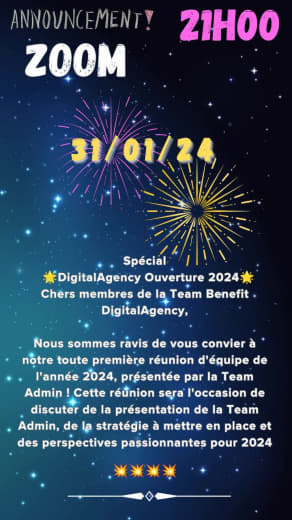 ANNOUNCEMENT!
21H00
ZOOM
31/01/24
Spécial
🌟DigitalAgency Ouverture 2024🌟
Chers membres de la Team Benefit
DigitalAgency,
Nous sommes ravis de vous convier à
notre toute première réunion d'équipe de
l'année 2024, présentée par la Team
Admin ! Cette réunion sera l'occasion de
discuter de la présentation de la Team
Admin, de la stratégie à mettre en place et
des perspectives passionnantes pour 2024
💥💥💥💥